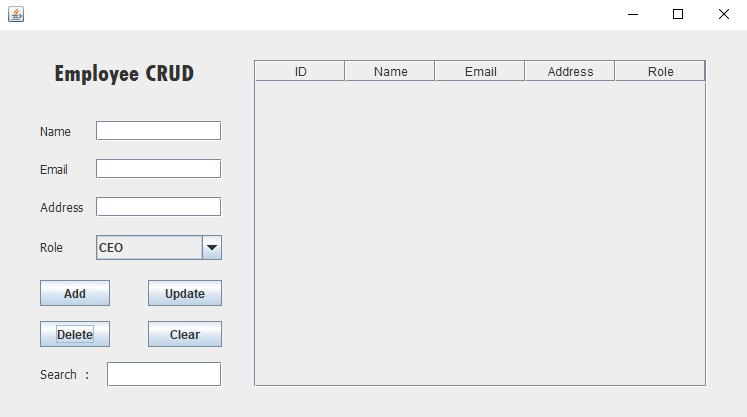 Employee CRUD
ID Name Email Address Role
Name
Email
Address
Role CEO
Add Update
Delete Clear
Search :